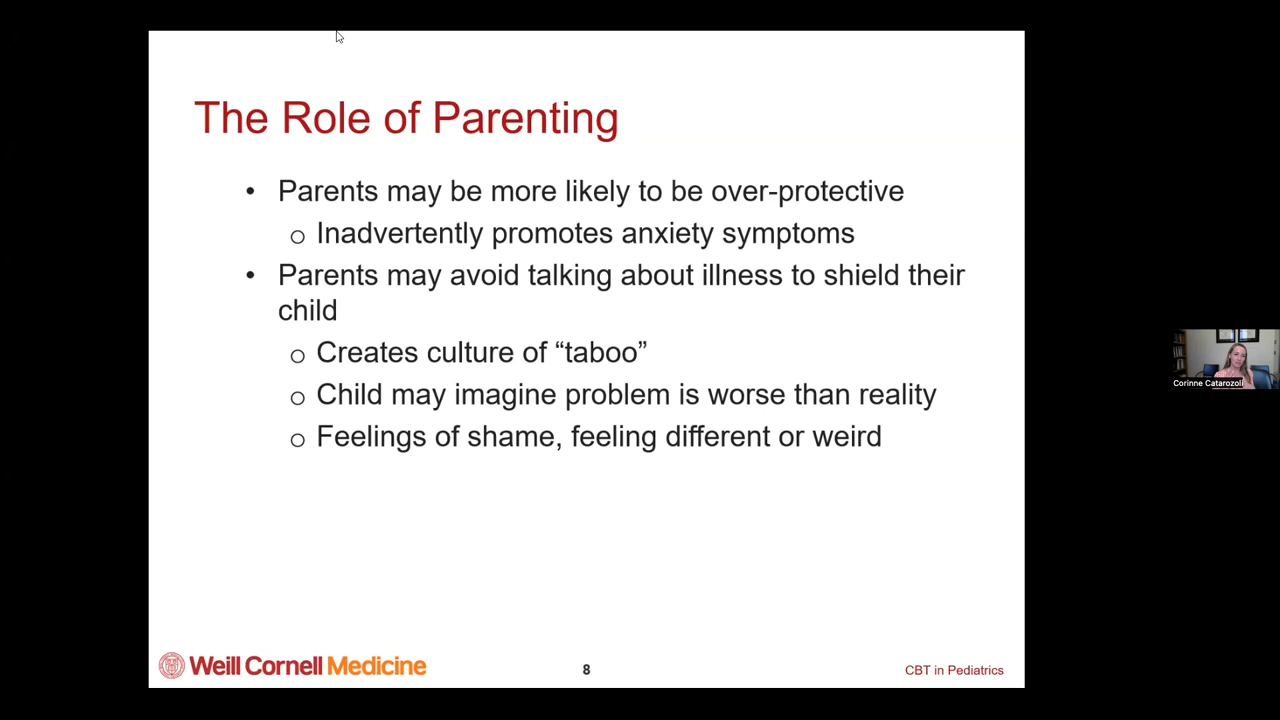 The Role of Parenting
• Parents may be more likely to be over-protective
o Inadvertently promotes anxiety symptoms
• Parents may avoid talking about illness to shield their
child
o Creates culture of “taboo”
o Child may imagine problem is worse than reality
o Feelings of shame, feeling different or weird
Corinne Catarozoli
Weill Cornell Medicine
8
CBT in Pediatrics